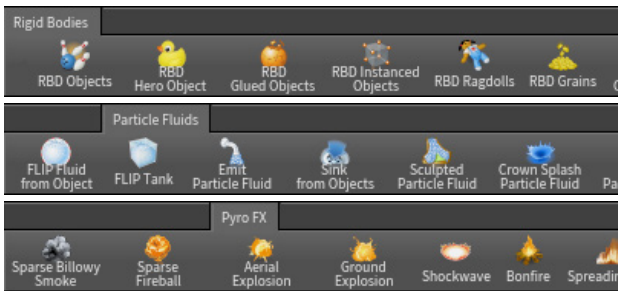 Rigid Bodies
RBD Objects
RBD
Hero Object
RBD
Glued Objects
RBD Instanced
Objects
RBD Ragdolls
RBD Grains
Particle Fluids
FLIP Fluid
from Object
FLIP Tank
Emit
Particle Fluid
Sink
from Objects
Sculpted
Particle Fluid
Crown Splash
Particle Fluid
Pa
Pyro FX
Sparse Billowy
Smoke
Sparse
Fireball
Aerial
Explosion
Ground
Explosion
Shockwave
Bonfire
Spreadin